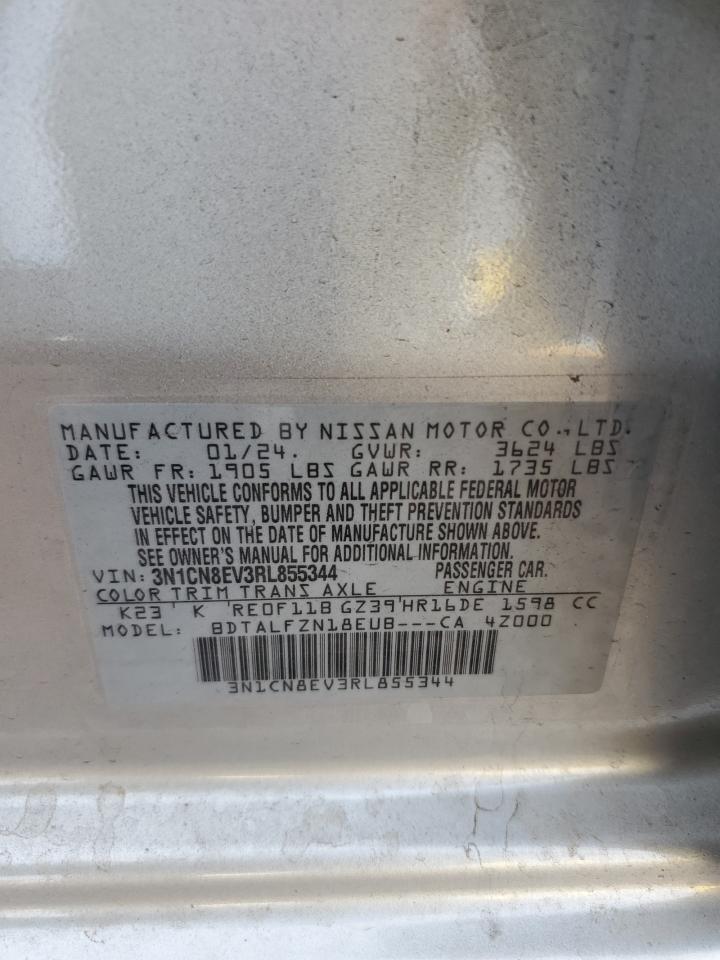 MANUFACTURED BY NISSAN MOTOR CO., LTD.
DATE: 01/24. GVWR: 3624 LBS
GAWR FR: 1905 LBS GAWR RR: 1735 LBS
THIS VEHICLE CONFORMS TO ALL APPLICABLE FEDERAL MOTOR
VEHICLE SAFETY, BUMPER AND THEFT PREVENTION STANDARDS
IN EFFECT ON THE DATE OF MANUFACTURE SHOWN ABOVE.
SEE OWNER'S MANUAL FOR ADDITIONAL INFORMATION.
VIN: 3N1CN8EV3RL855344 PASSENGER CAR.
COLOR TRIM TRANS AXLE ENGINE
K23 K RE0F11B GZ39 HR16DE 1598 CC
MODEL: BDTALFZN18EUB---CA 4Z000
3N1CN8EV3RL855344